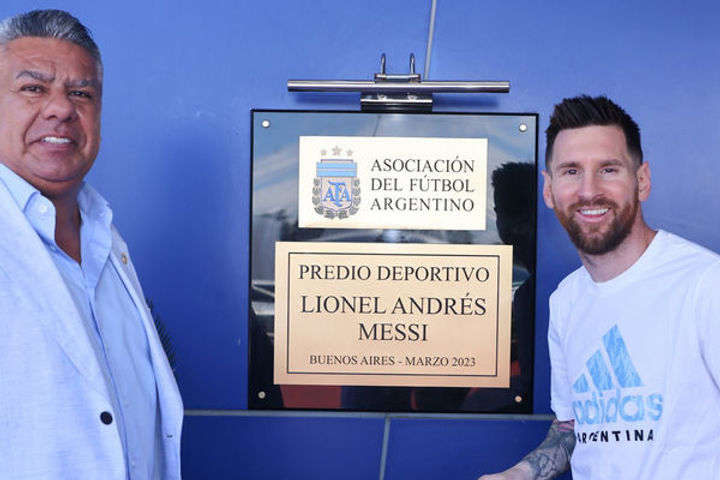 AFA
ASOCIACIÓN
DEL FÚTBOL
ARGENTINO
PREDIO DEPORTIVO
LIONEL ANDRÉS
MESSI
BUENOS AIRES - MARZO 2023
adidas
ARGENTINA